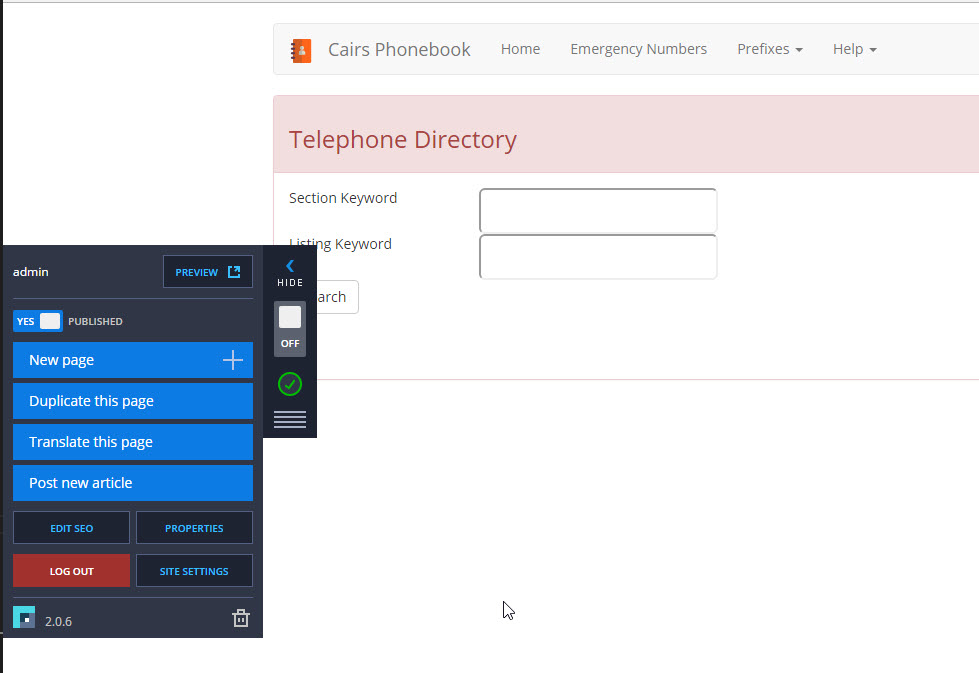 Cairs Phonebook Home Emergency Numbers Prefixes Help
Telephone Directory
Section Keyword
Listing Keyword
arch
admin PREVIEW
HIDE
YES PUBLISHED
OFF
New page
Duplicate this page
Translate this page
Post new article
EDIT SEO PROPERTIES
LOG OUT SITE SETTINGS
2.0.6